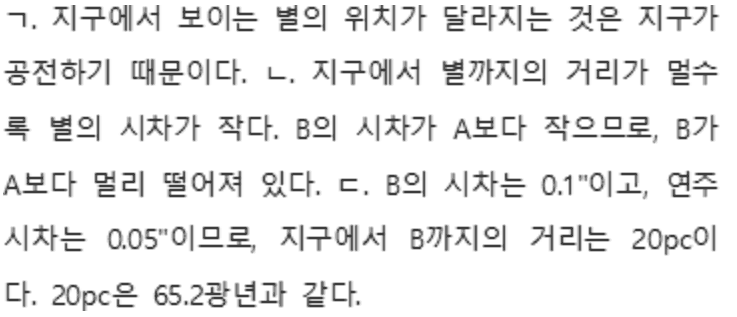 ㄱ. 지구에서 보이는 별의 위치가 달라지는 것은 지구가
공전하기 때문이다. ㄴ. 지구에서 별까지의 거리가 멀수
록 별의 시차가 작다. B의 시차가 A보다 작으므로, B가
A보다 멀리 떨어져 있다. ㄷ. B의 시차는 0.1"이고, 연주
시차는 0.05"이므로, 지구에서 B까지의 거리는 20pc이
다. 20pc은 65.2광년과 같다.